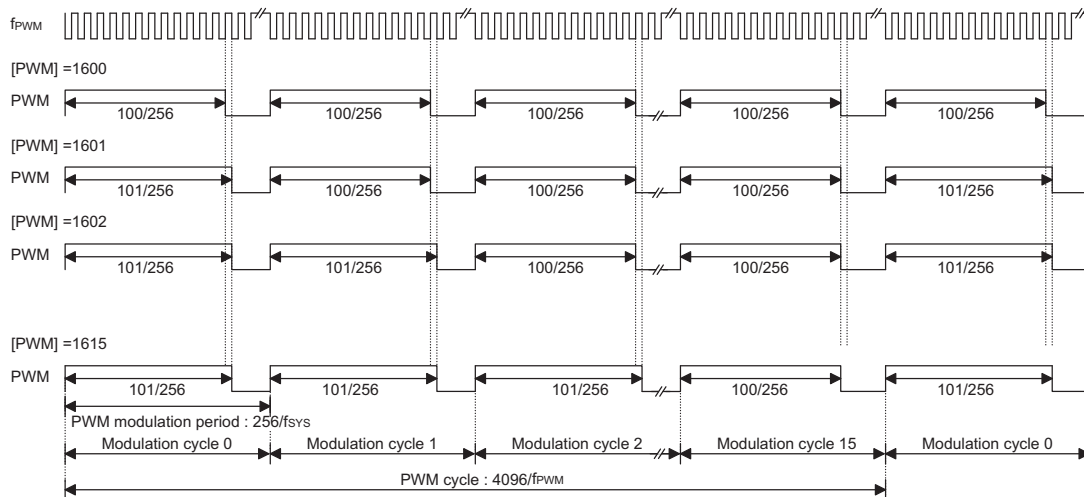 fPWM
[PWM] =1600
PWM
100/256 100/256 100/256 100/256 100/256
[PWM] =1601
PWM
101/256 100/256 100/256 100/256 101/256
[PWM] =1602
PWM
101/256 101/256 100/256 100/256 101/256
[PWM] =1615
PWM
101/256 101/256 101/256 100/256 101/256
PWM modulation period : 256/fSYS
Modulation cycle 0 Modulation cycle 1 Modulation cycle 2 Modulation cycle 15 Modulation cycle 0
PWM cycle : 4096/fPWM